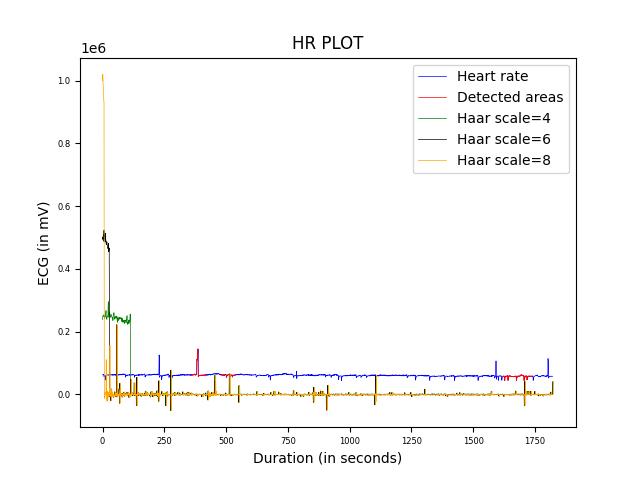 HR PLOT
1e6
Heart rate
Detected areas
Haar scale=4
Haar scale=6
Haar scale=8
1.0
0.8
0.6
0.4
0.2
0.0
ECG (in mV)
0 250 500 750 1000 1250 1500 1750
Duration (in seconds)